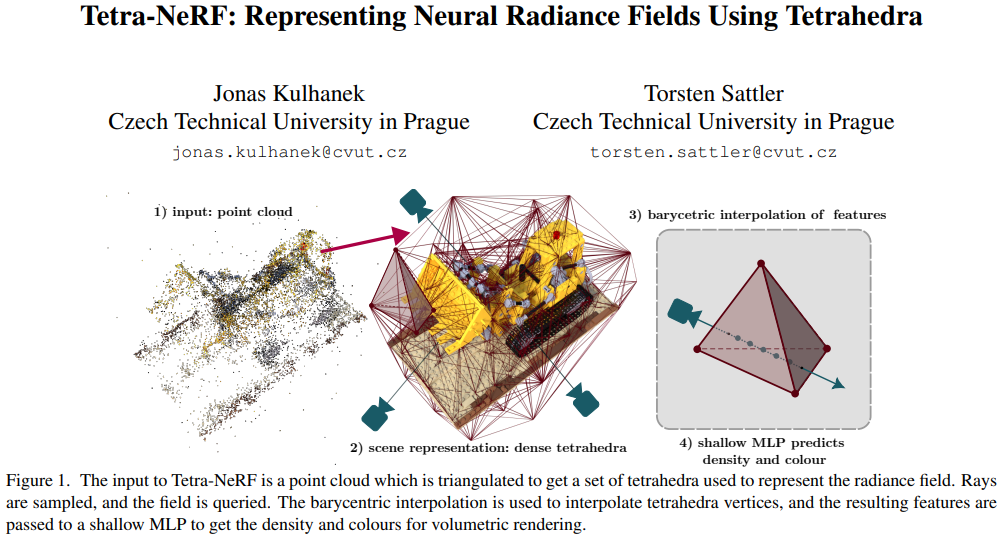 Tetra-NeRF: Representing Neural Radiance Fields Using Tetrahedra
Jonas Kulhanek
Czech Technical University in Prague
jonas.kulhanek@cvut.cz
Torsten Sattler
Czech Technical University in Prague
torsten.sattler@cvut.cz
1) input: point cloud
2) scene representation: dense tetrahedra
3) barycetric interpolation of features
4) shallow MLP predicts
density and colour
Figure 1. The input to Tetra-NeRF is a point cloud which is triangulated to get a set of tetrahedra used to represent the radiance field. Rays
are sampled, and the field is queried. The barycentric interpolation is used to interpolate tetrahedra vertices, and the resulting features are
passed to a shallow MLP to get the density and colours for volumetric rendering.